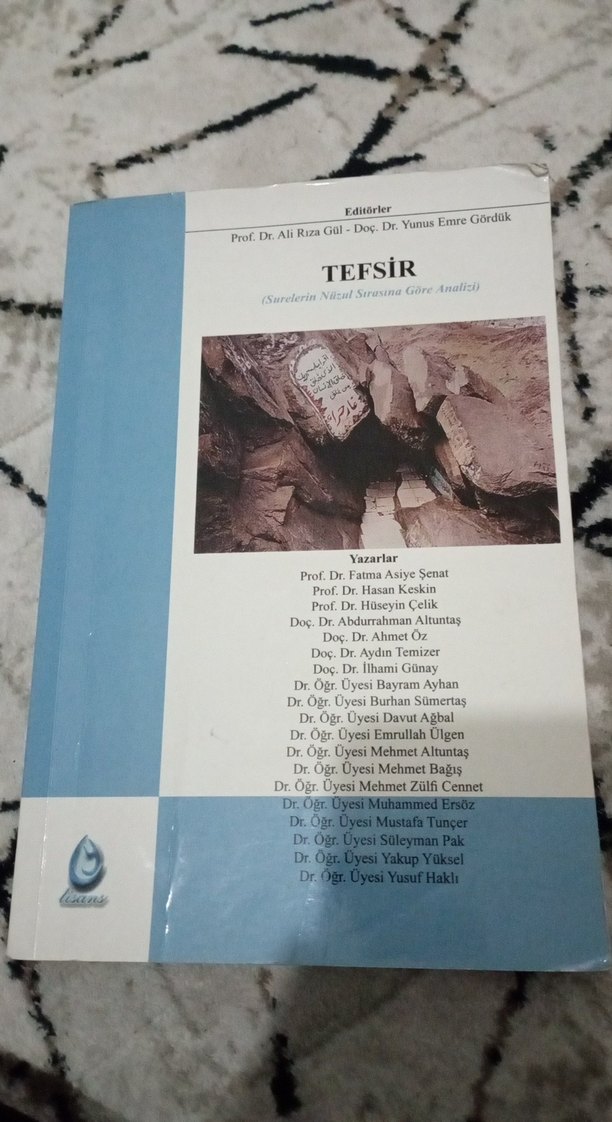 Editörler
Prof. Dr. Ali Rıza Gül - Doç. Dr. Yunus Emre Gördük
TEFSİR
(Surelerin Nüzul Sırasına Göre Analizi)
غار حراء
Yazarlar
Prof. Dr. Fatma Asiye Şenat
Prof. Dr. Hasan Keskin
Prof. Dr. Hüseyin Çelik
Doç. Dr. Abdurrahman Altuntaş
Doç. Dr. Ahmet Öz
Doç. Dr. Aydın Temizer
Doç. Dr. İlhami Günay
Dr. Öğr. Üyesi Bayram Ayhan
Dr. Öğr. Üyesi Burhan Sümertaş
Dr. Öğr. Üyesi Davut Ağbal
Dr. Öğr. Üyesi Emrullah Ülgen
Dr. Öğr. Üyesi Mehmet Altuntaş
Dr. Öğr. Üyesi Mehmet Bağış
Dr. Öğr. Üyesi Mehmet Zülfi Cennet
Dr. Öğr. Üyesi Muhammed Ersöz
Dr. Öğr. Üyesi Mustafa Tunçer
Dr. Öğr. Üyesi Süleyman Pak
Dr. Öğr. Üyesi Yakup Yüksel
Dr. Öğr. Üyesi Yusuf Haklı
lisans